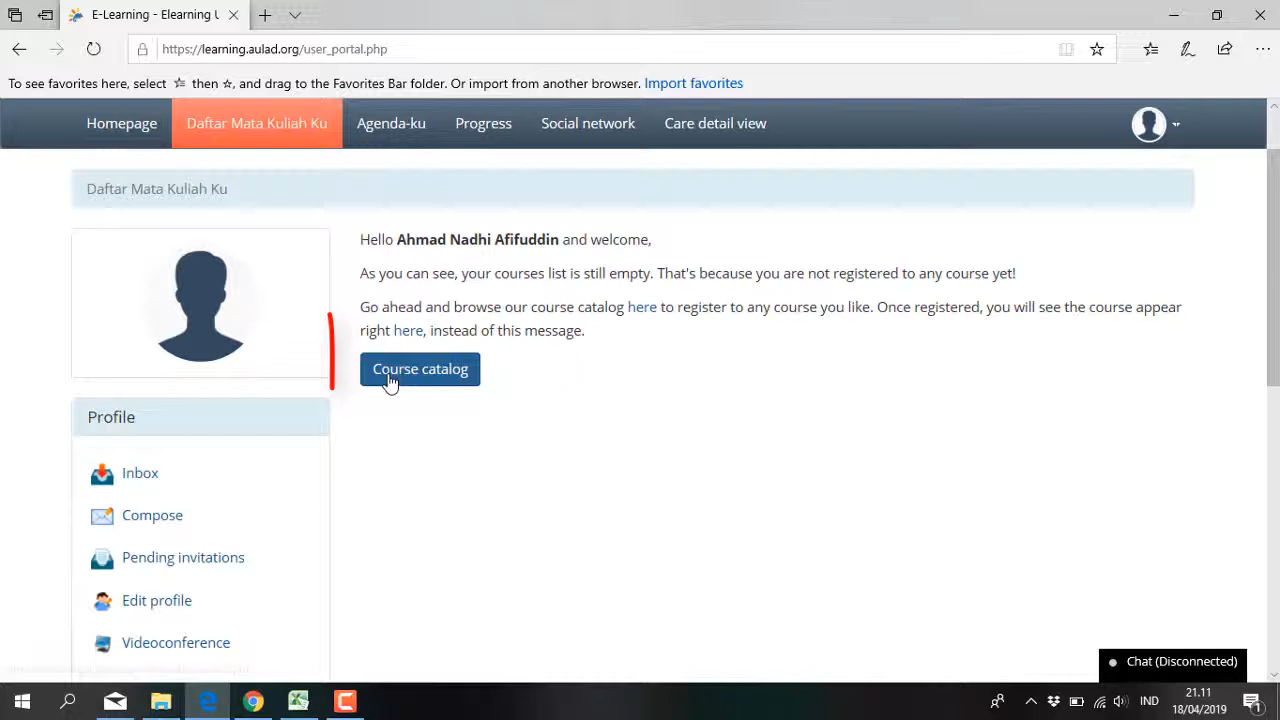 E-Learning - Elearning U
https://learning.aulad.org/user_portal.php
To see favorites here, select ☆ then ☆, and drag to the Favorites Bar folder. Or import from another browser. Import favorites
Homepage Daftar Mata Kuliah Ku Agenda-ku Progress Social network Care detail view
Daftar Mata Kuliah Ku
Hello Ahmad Nadhi Afifuddin and welcome,
As you can see, your courses list is still empty. That's because you are not registered to any course yet!
Go ahead and browse our course catalog here to register to any course you like. Once registered, you will see the course appear
right here, instead of this message.
Course catalog
Profile
Inbox
Compose
Pending invitations
Edit profile
Videoconference
Chat (Disconnected)
IND
21.11
18/04/2019
1